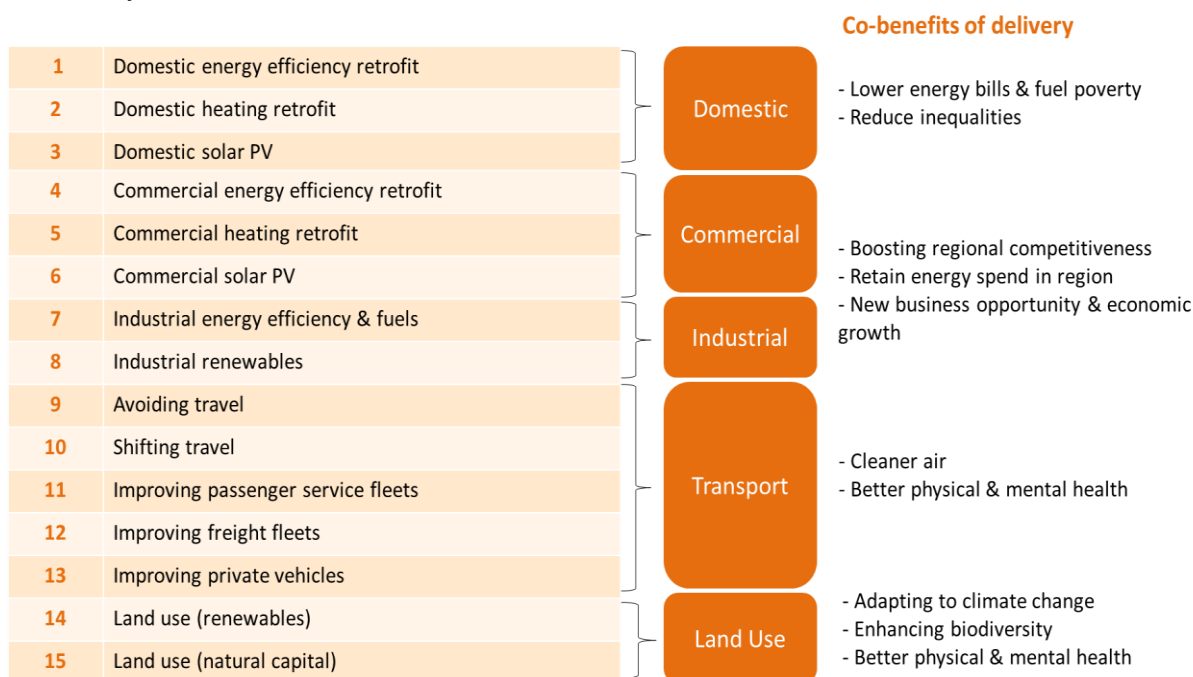 Co-benefits of delivery
1 Domestic energy efficiency retrofit
2 Domestic heating retrofit
3 Domestic solar PV
Domestic
- Lower energy bills & fuel poverty
- Reduce inequalities
4 Commercial energy efficiency retrofit
5 Commercial heating retrofit
6 Commercial solar PV
Commercial
7 Industrial energy efficiency & fuels
8 Industrial renewables
Industrial
- Boosting regional competitiveness
- Retain energy spend in region
- New business opportunity & economic
growth
9 Avoiding travel
10 Shifting travel
11 Improving passenger service fleets
12 Improving freight fleets
13 Improving private vehicles
Transport
- Cleaner air
- Better physical & mental health
14 Land use (renewables)
15 Land use (natural capital)
Land Use
- Adapting to climate change
- Enhancing biodiversity
- Better physical & mental health